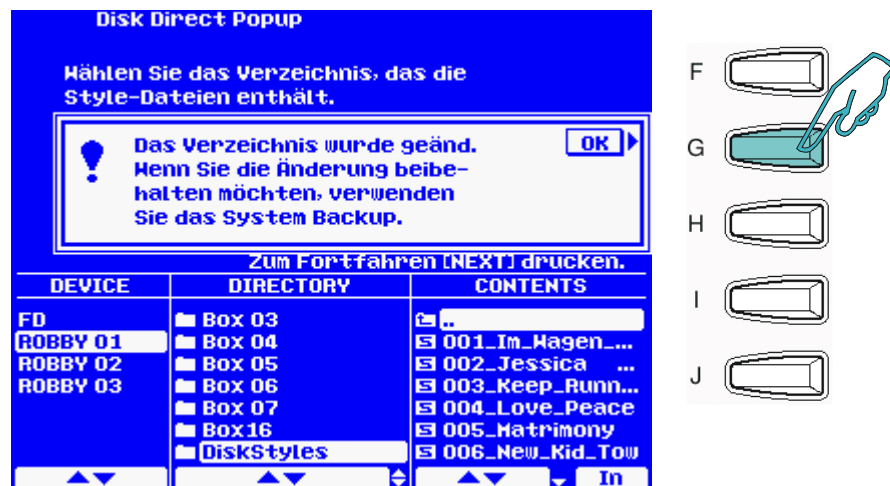 Disk Direct Popup
Wählen Sie das Verzeichnis, das die
Style-Dateien enthält.
Das Verzeichnis wurde geänd.
OK
Wenn Sie die Änderung beibe-
halten möchten, verwenden
Sie das System Backup.
Zum Fortfahren [NEXT] drucken.
DEVICE DIRECTORY CONTENTS
FD Box 03 ..
ROBBY 01 Box 04 001_Im_Wagen_...
ROBBY 02 Box 05 002_Jessica ...
ROBBY 03 Box 06 003_Keep_Runn...
Box 07 004_Love_Peace
Box16 005_Matrimony
DiskStyles 006_New_Kid_Tow
In
F
G
H
I
J